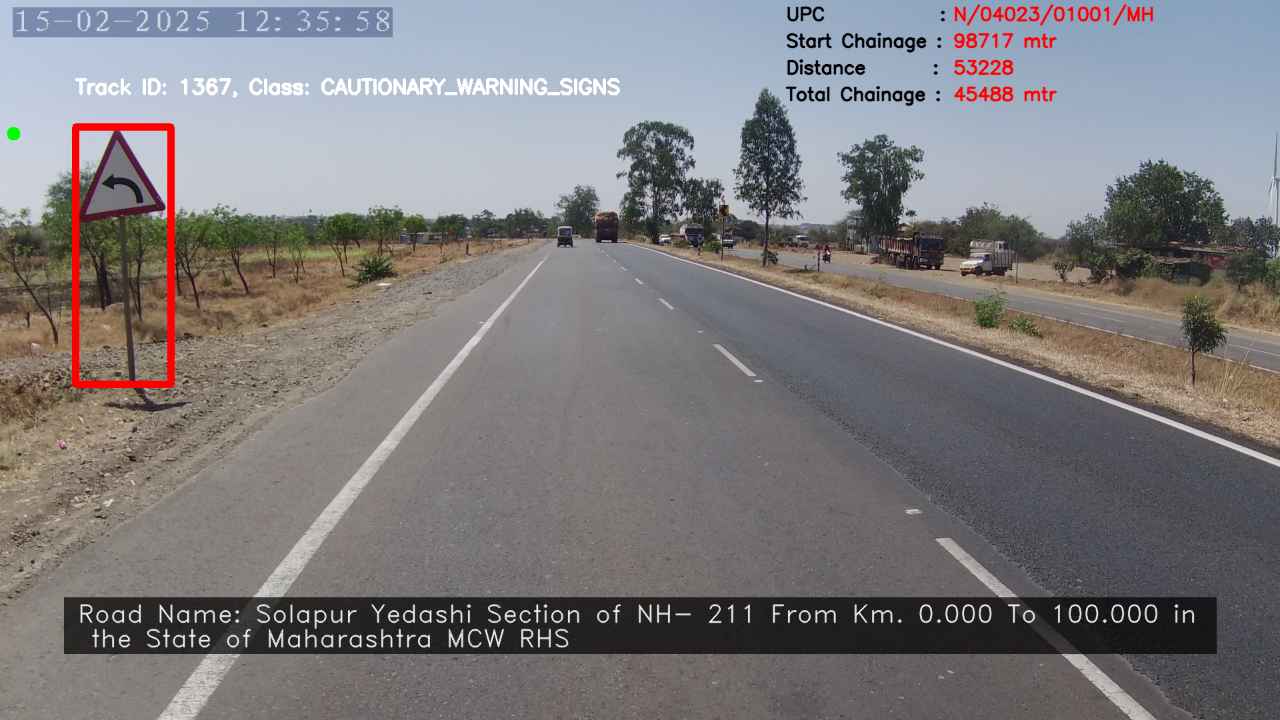 15-02-2025 12:35:58
UPC : N/04023/01001/MH
Start Chainage : 98717 mtr
Distance : 53228
Total Chainage : 45488 mtr
Track ID: 1367, Class: CAUTIONARY_WARNING_SIGNS
Road Name: Solapur Yedashi Section of NH- 211 From Km. 0.000 To 100.000 in
the State of Maharashtra MCW RHS